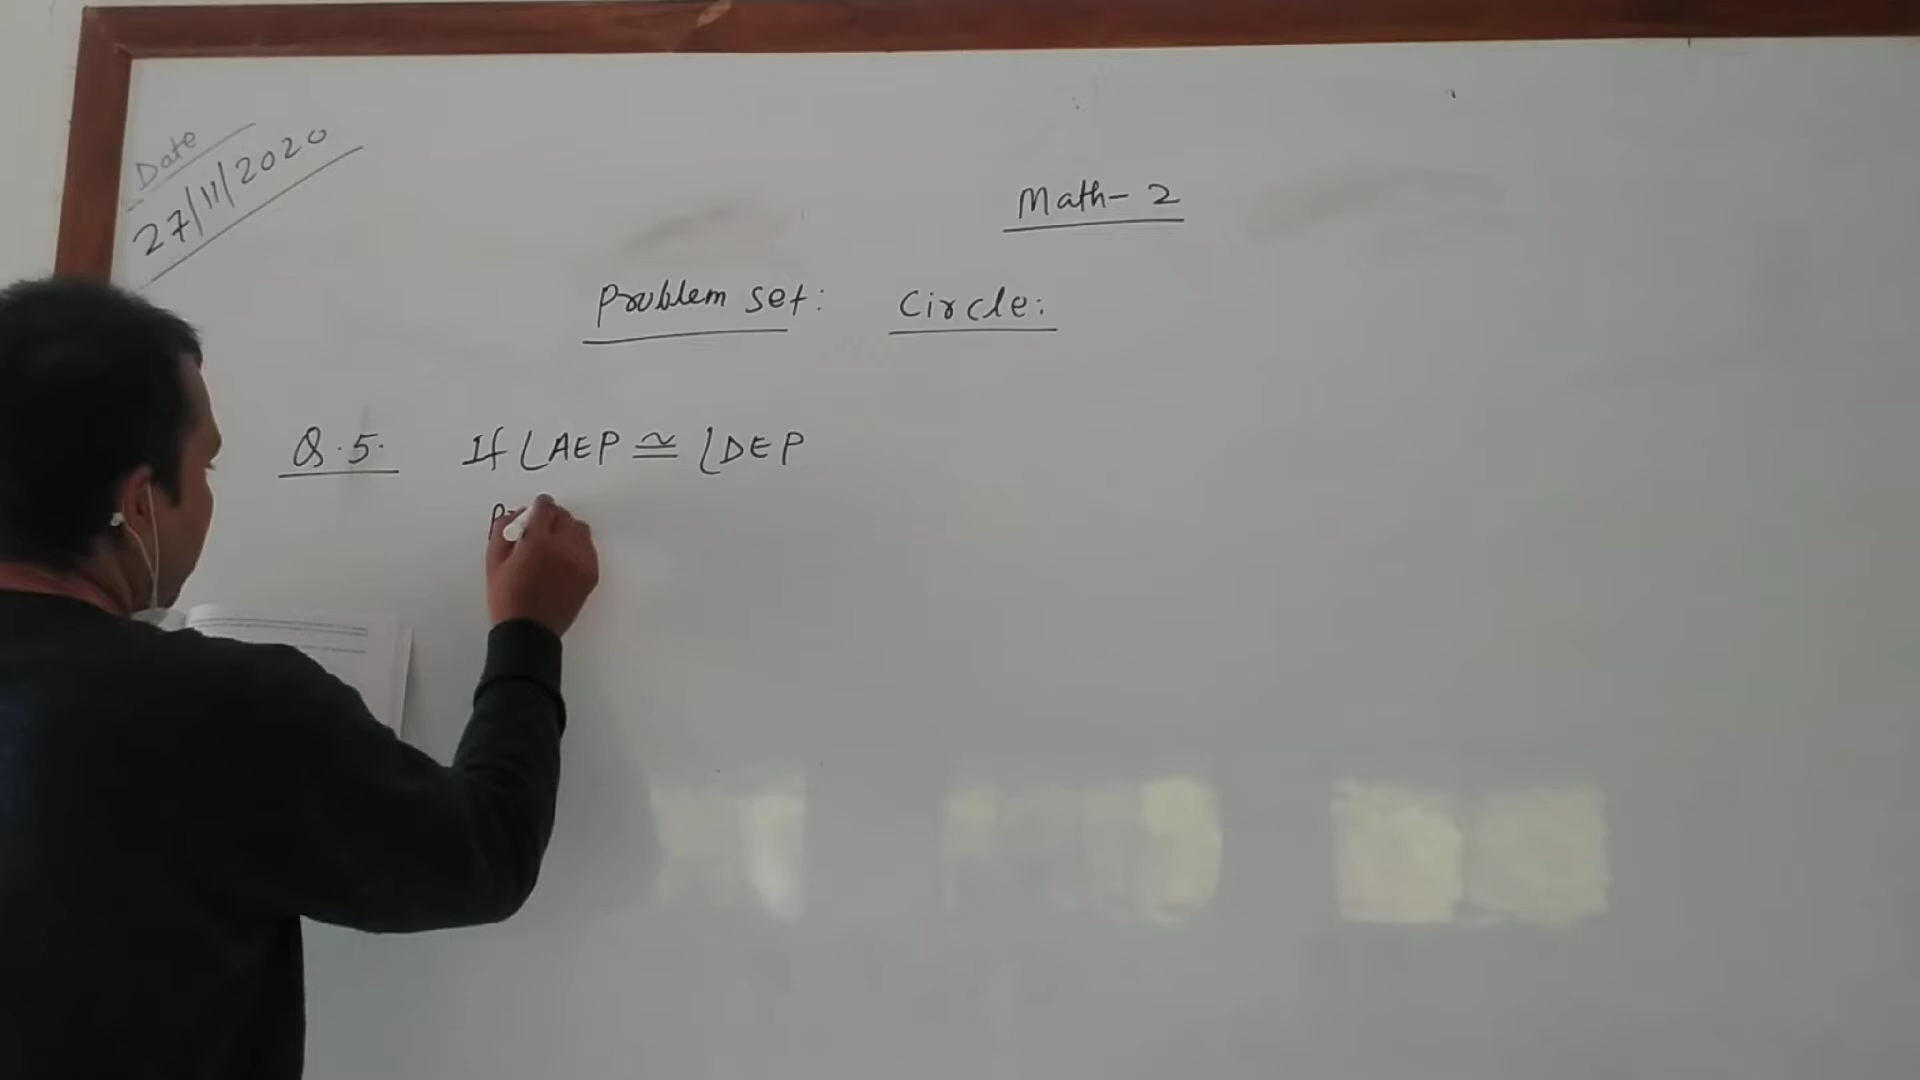 Date
27/11/2020
Math-2
Problem set: Circle:
Q.5. If ∠AEP ≅ ∠DEP